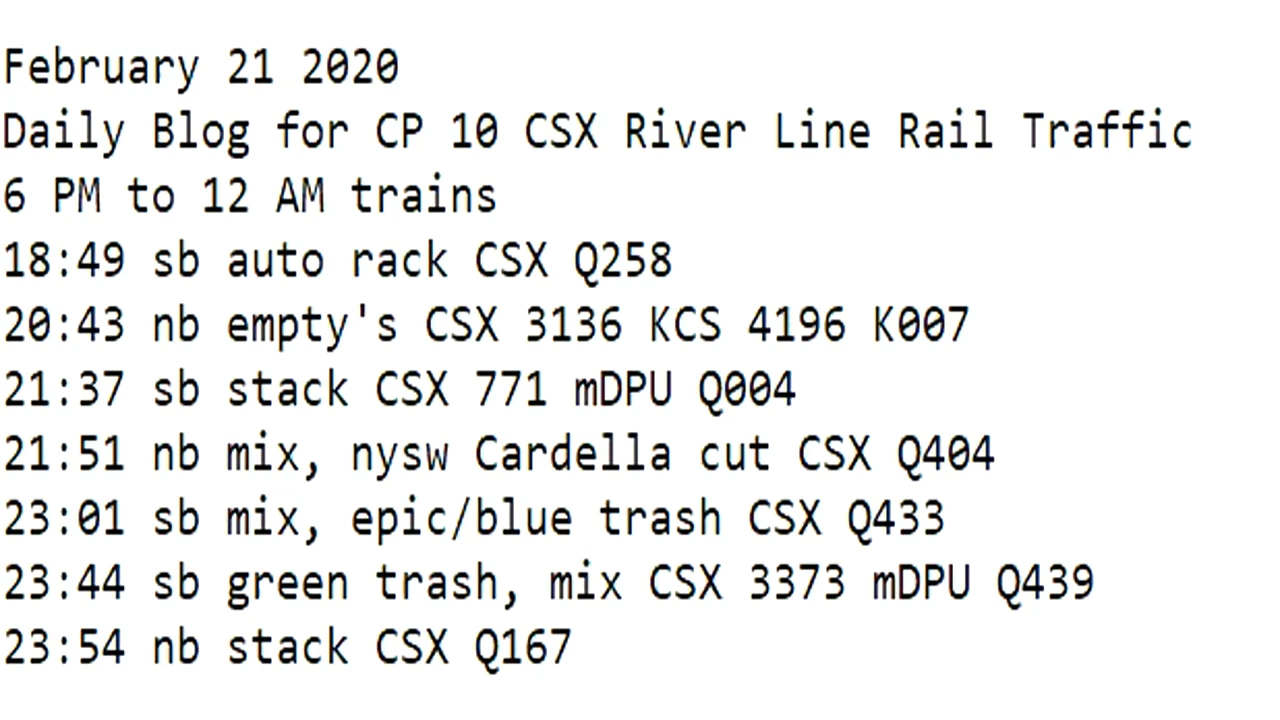 February 21 2020
Daily Blog for CP 10 CSX River Line Rail Traffic
6 PM to 12 AM trains
18:49 sb auto rack CSX Q258
20:43 nb empty's CSX 3136 KCS 4196 K007
21:37 sb stack CSX 771 mDPU Q004
21:51 nb mix, nysw Cardella cut CSX Q404
23:01 sb mix, epic/blue trash CSX Q433
23:44 sb green trash, mix CSX 3373 mDPU Q439
23:54 nb stack CSX Q167